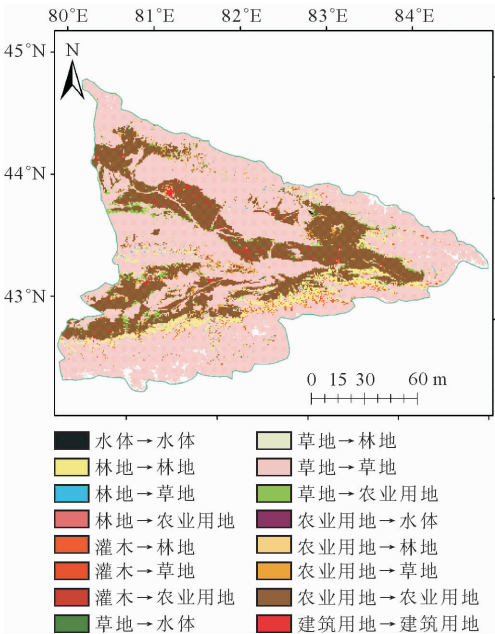 80°E 81°E 82°E 83°E 84°E
45°N
N
44°N
43°N
0 15 30 60 m
水体→水体 草地→林地
林地→林地 草地→草地
林地→草地 草地→农业用地
林地→农业用地 农业用地→水体
灌木→林地 农业用地→林地
灌木→草地 农业用地→草地
灌木→农业用地 农业用地→农业用地
草地→水体 建筑用地→建筑用地